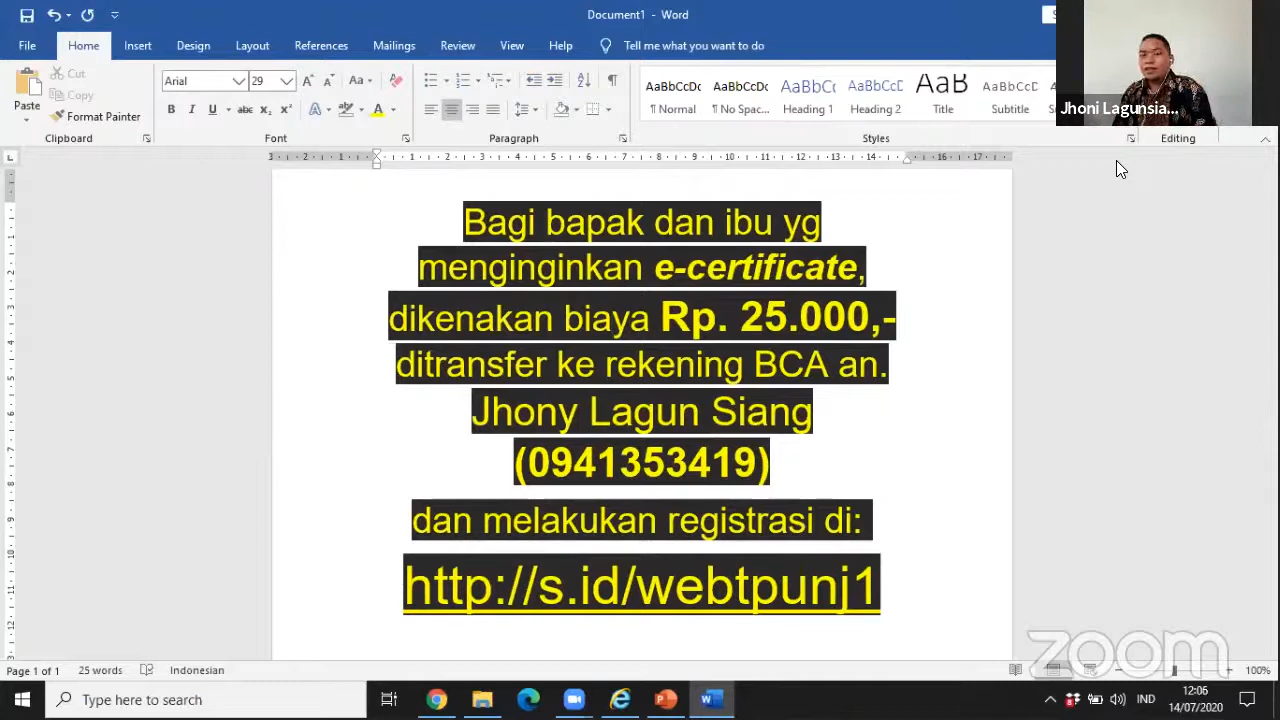 Document1 - Word
File Home Insert Design Layout References Mailings Review View Help Tell me what you want to do
Cut
Copy
Paste
Format Painter
Arial 29
Clipboard Font Paragraph Styles Editing
AaBbCcDc AaBbCcDc AaBbCc AaBbCcD AaB AaBbCcD
¶ Normal ¶ No Spac... Heading 1 Heading 2 Title Subtitle
Jhoni Lagunsia...
Bagi bapak dan ibu yg
menginginkan e-certificate,
dikenakan biaya Rp. 25.000,-
ditransfer ke rekening BCA an.
Jhony Lagun Siang
(0941353419)
dan melakukan registrasi di:
http://s.id/webtpunj1
zoom
Page 1 of 1 25 words Indonesian 100%
Type here to search
IND
12:06
14/07/2020